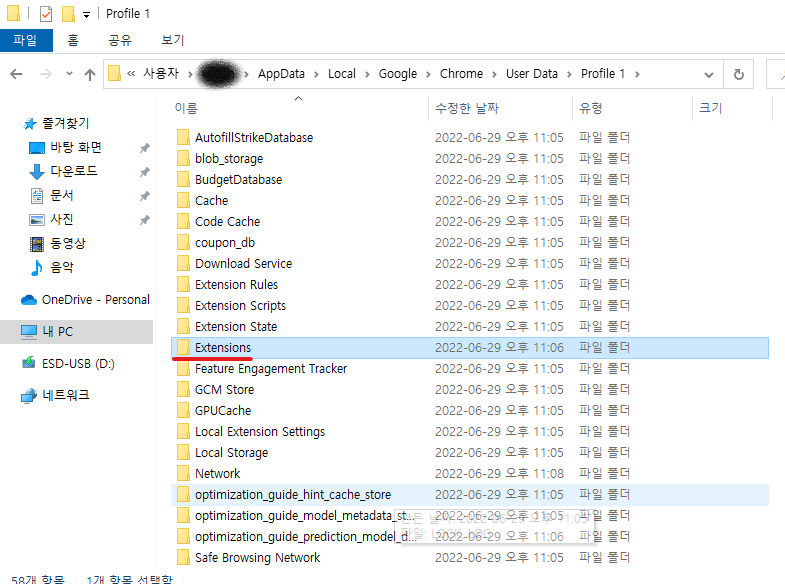 Profile 1
파일 홈 공유 보기
« 사용자 › › AppData › Local › Google › Chrome › User Data › Profile 1 ›
이름 수정한 날짜 유형 크기
즐겨찾기
바탕 화면
다운로드
문서
사진
동영상
음악
OneDrive - Personal
내 PC
ESD-USB (D:)
네트워크
AutofillStrikeDatabase 2022-06-29 오후 11:05 파일 폴더
blob_storage 2022-06-29 오후 11:05 파일 폴더
BudgetDatabase 2022-06-29 오후 11:05 파일 폴더
Cache 2022-06-29 오후 11:05 파일 폴더
Code Cache 2022-06-29 오후 11:05 파일 폴더
coupon_db 2022-06-29 오후 11:05 파일 폴더
Download Service 2022-06-29 오후 11:05 파일 폴더
Extension Rules 2022-06-29 오후 11:05 파일 폴더
Extension Scripts 2022-06-29 오후 11:05 파일 폴더
Extension State 2022-06-29 오후 11:05 파일 폴더
Extensions 2022-06-29 오후 11:06 파일 폴더
Feature Engagement Tracker 2022-06-29 오후 11:05 파일 폴더
GCM Store 2022-06-29 오후 11:05 파일 폴더
GPUCache 2022-06-29 오후 11:05 파일 폴더
Local Extension Settings 2022-06-29 오후 11:05 파일 폴더
Local Storage 2022-06-29 오후 11:05 파일 폴더
Network 2022-06-29 오후 11:08 파일 폴더
optimization_guide_hint_cache_store 2022-06-29 오후 11:05 파일 폴더
optimization_guide_model_metadata_st... 2022-06-29 오후 11:05 파일 폴더
optimization_guide_prediction_model_d... 2022-06-29 오후 11:06 파일 폴더
Safe Browsing Network 2022-06-29 오후 11:05 파일 폴더
58개 항목 1개 항목 선택함